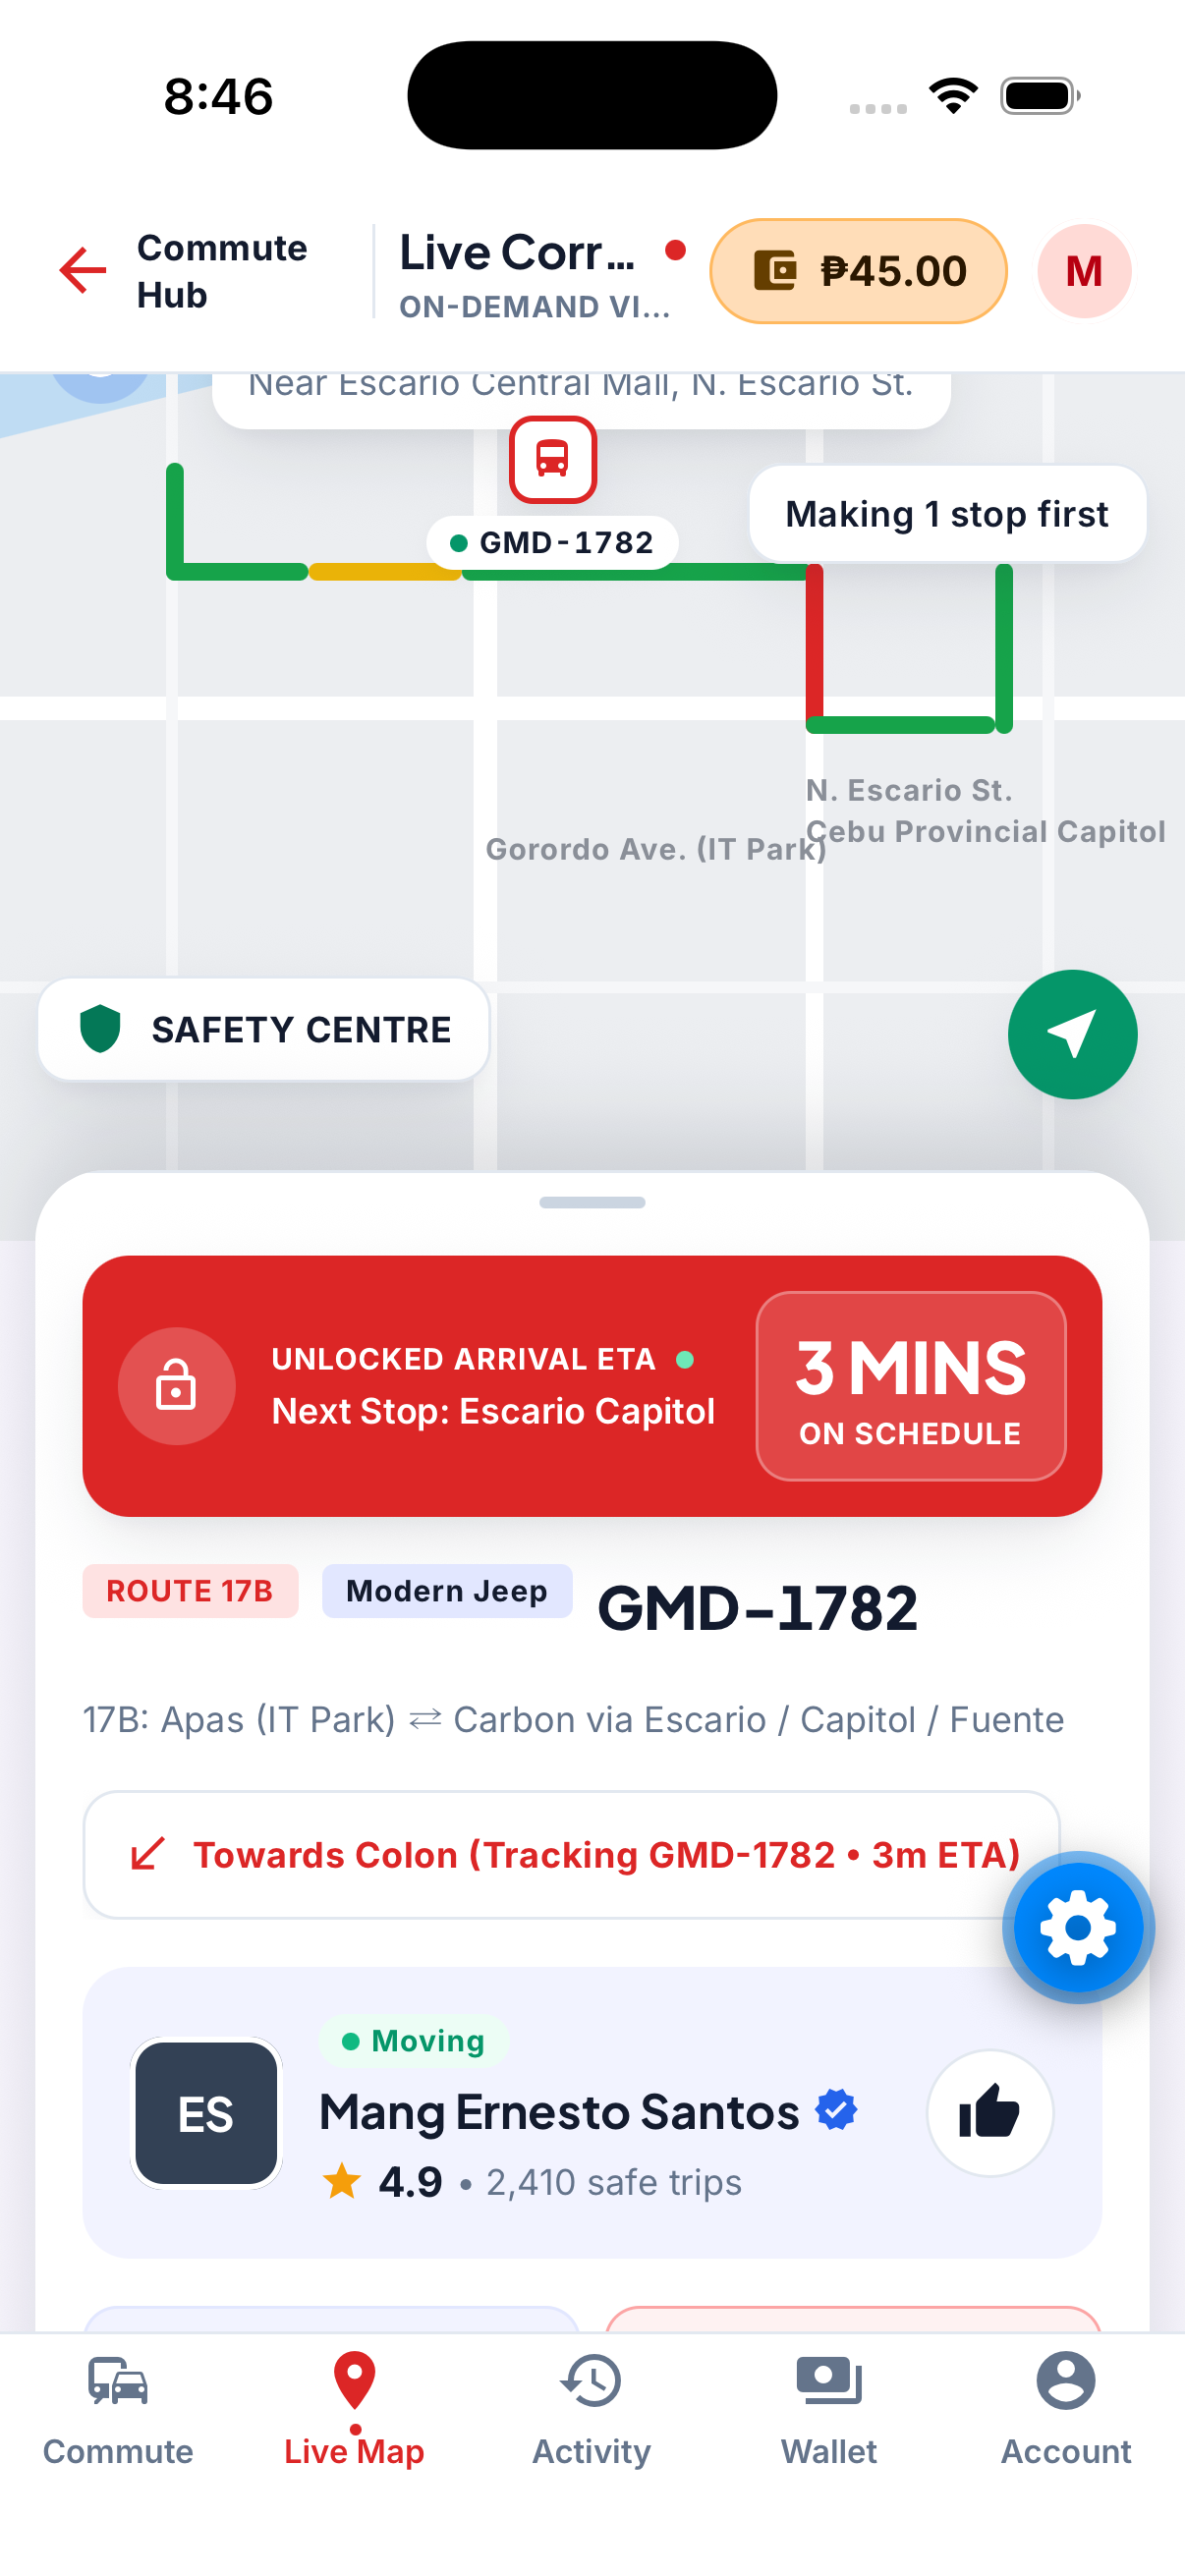 8:46
Commute
Hub
Live Corr...
ON-DEMAND VI...
₱45.00
M
Near Escario Central Mall, N. Escario St.
GMD-1782
Making 1 stop first
N. Escario St.
Cebu Provincial Capitol
Gorordo Ave. (IT Park)
SAFETY CENTRE
UNLOCKED ARRIVAL ETA
Next Stop: Escario Capitol
3 MINS
ON SCHEDULE
ROUTE 17B
Modern Jeep
GMD-1782
17B: Apas (IT Park) ⇄ Carbon via Escario / Capitol / Fuente
Towards Colon (Tracking GMD-1782 • 3m ETA)
Moving
ES
Mang Ernesto Santos
4.9 • 2,410 safe trips
Commute
Live Map
Activity
Wallet
Account